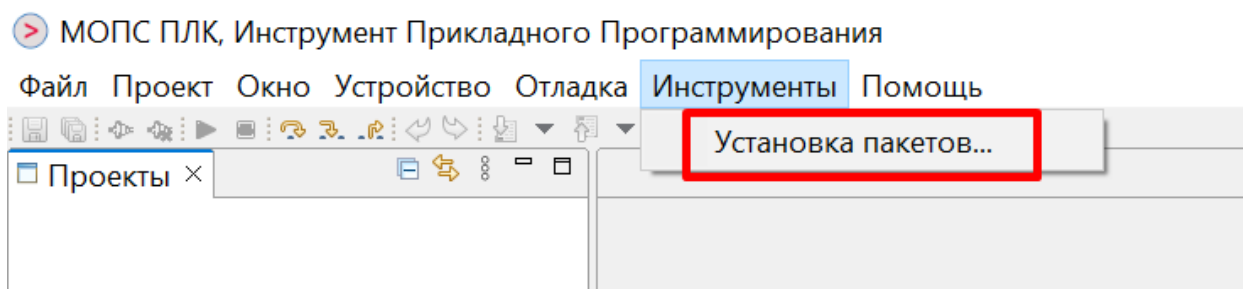 МОПС ПЛК, Инструмент Прикладного Программирования
Файл Проект Окно Устройство Отладка Инструменты Помощь
Установка пакетов...
Проекты